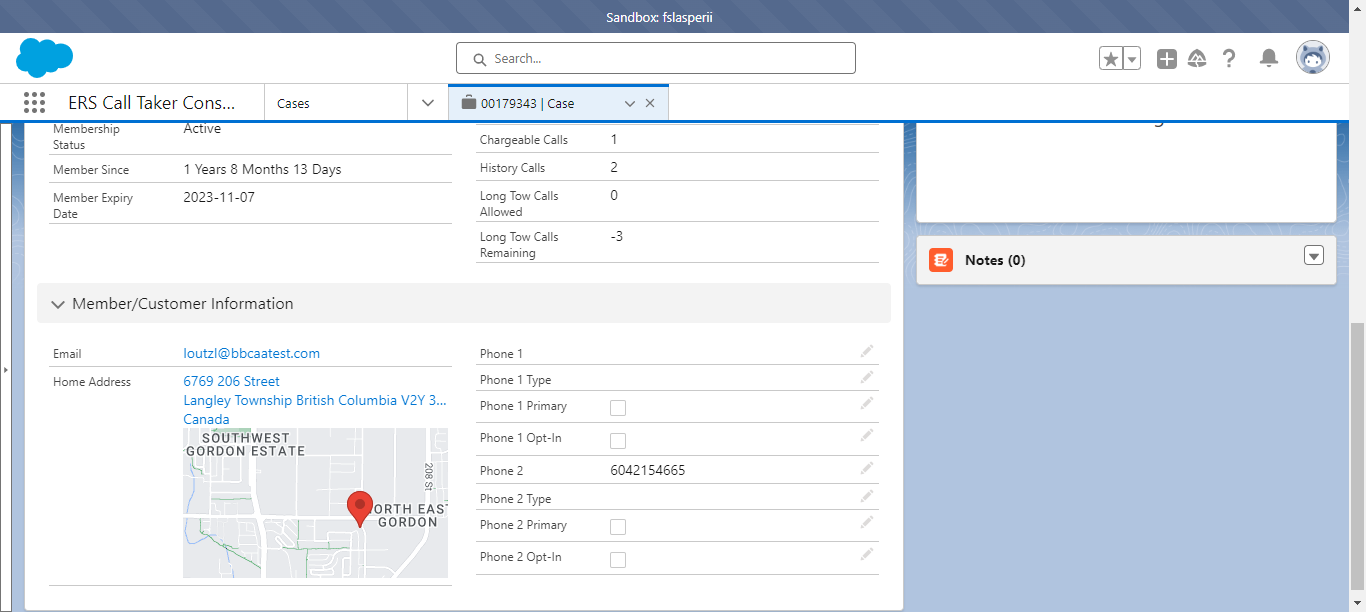 Sandbox: fslasperii
Search...
ERS Call Taker Cons...
Cases
00179343 | Case
Membership Status
Active
Member Since
1 Years 8 Months 13 Days
Member Expiry Date
2023-11-07
Chargeable Calls
1
History Calls
2
Long Tow Calls Allowed
0
Long Tow Calls Remaining
-3
Notes (0)
Member/Customer Information
Email
loutzl@bbcaatest.com
Home Address
6769 206 Street
Langley Township British Columbia V2Y 3...
Canada
SOUTHWEST
GORDON ESTATE
208 St
ORTH EAS
GORDON
Phone 1
Phone 1 Type
Phone 1 Primary
Phone 1 Opt-In
Phone 2
6042154665
Phone 2 Type
Phone 2 Primary
Phone 2 Opt-In